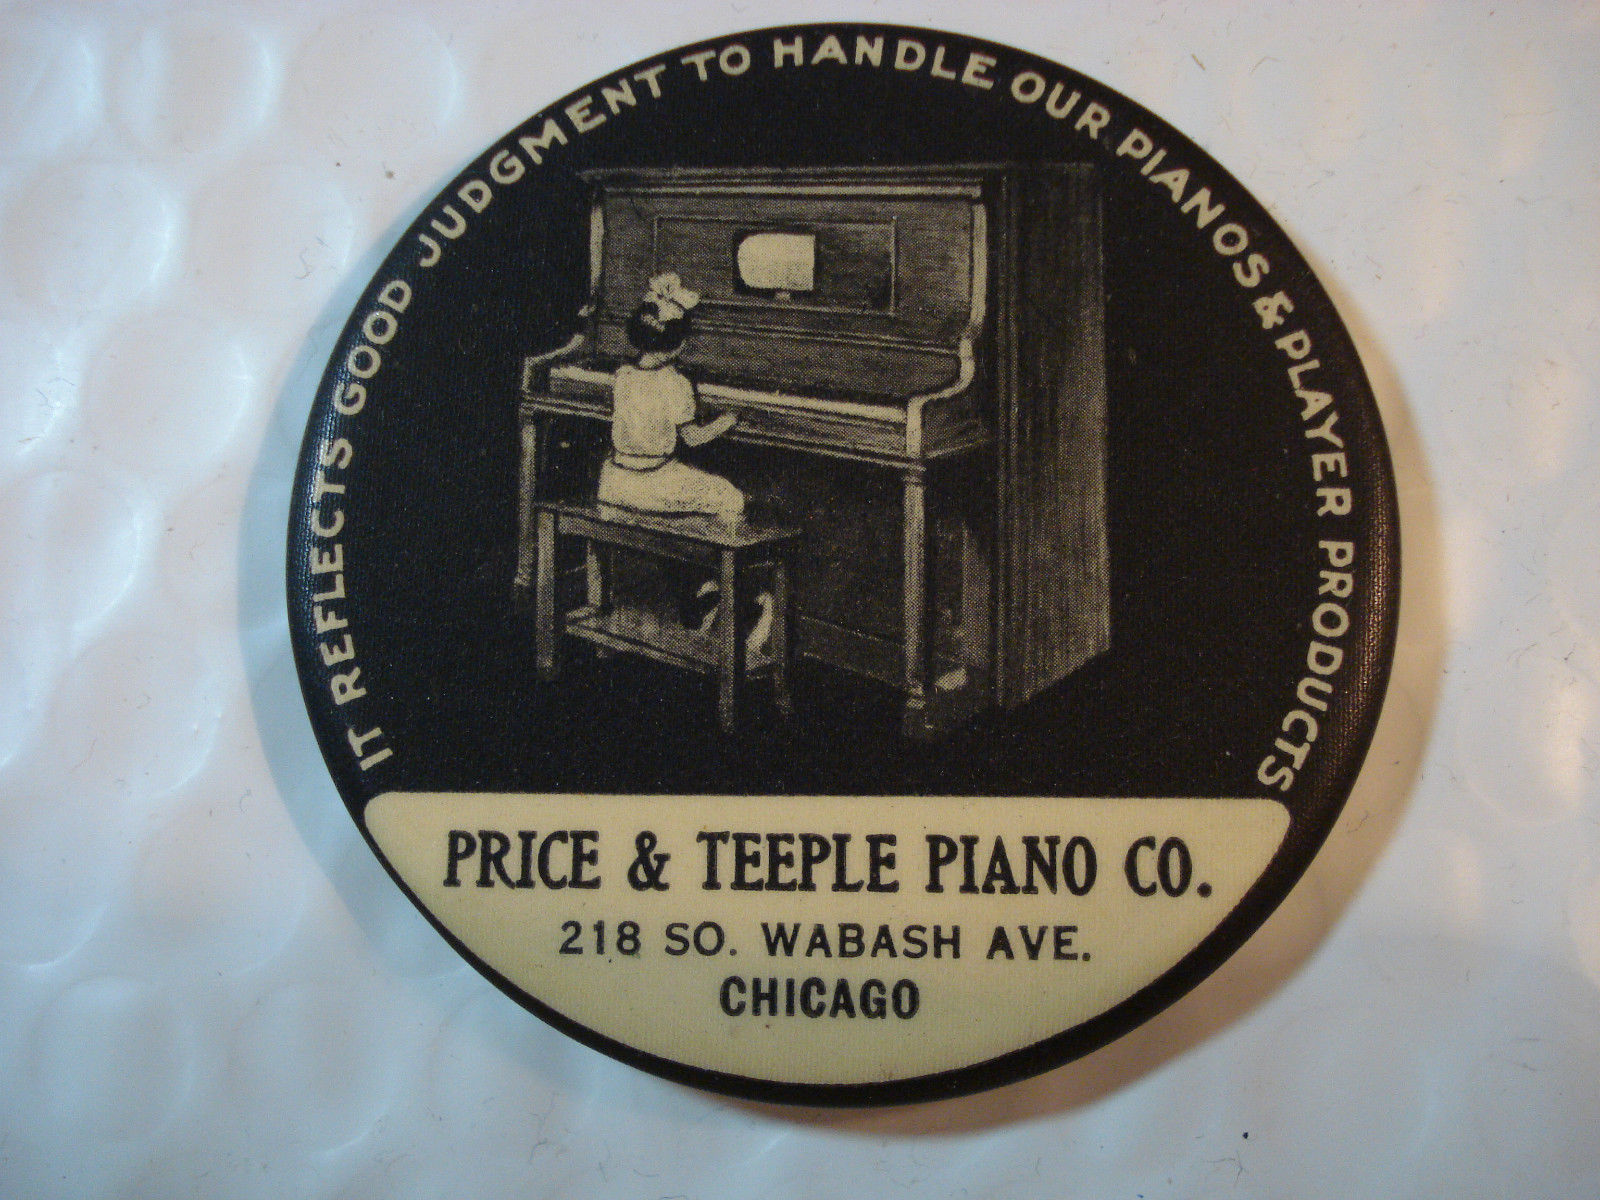 IT REFLECTS GOOD JUDGMENT TO HANDLE OUR PIANOS & PLAYER PRODUCTS
PRICE & TEEPLE PIANO CO.
218 SO. WABASH AVE.
CHICAGO